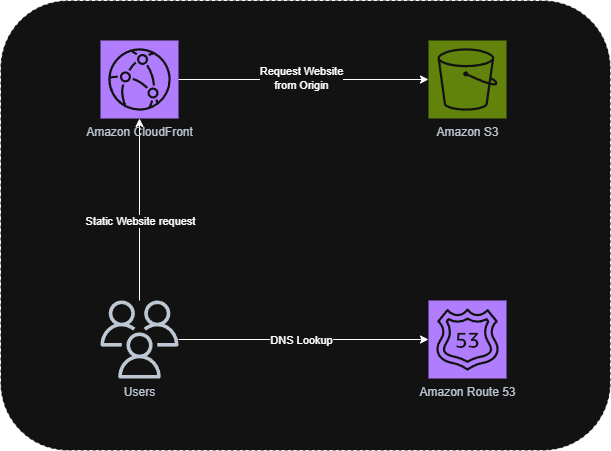 Request Website
from Origin
Amazon CloudFront
Amazon S3
Static Website request
53
DNS Lookup
Users
Amazon Route 53